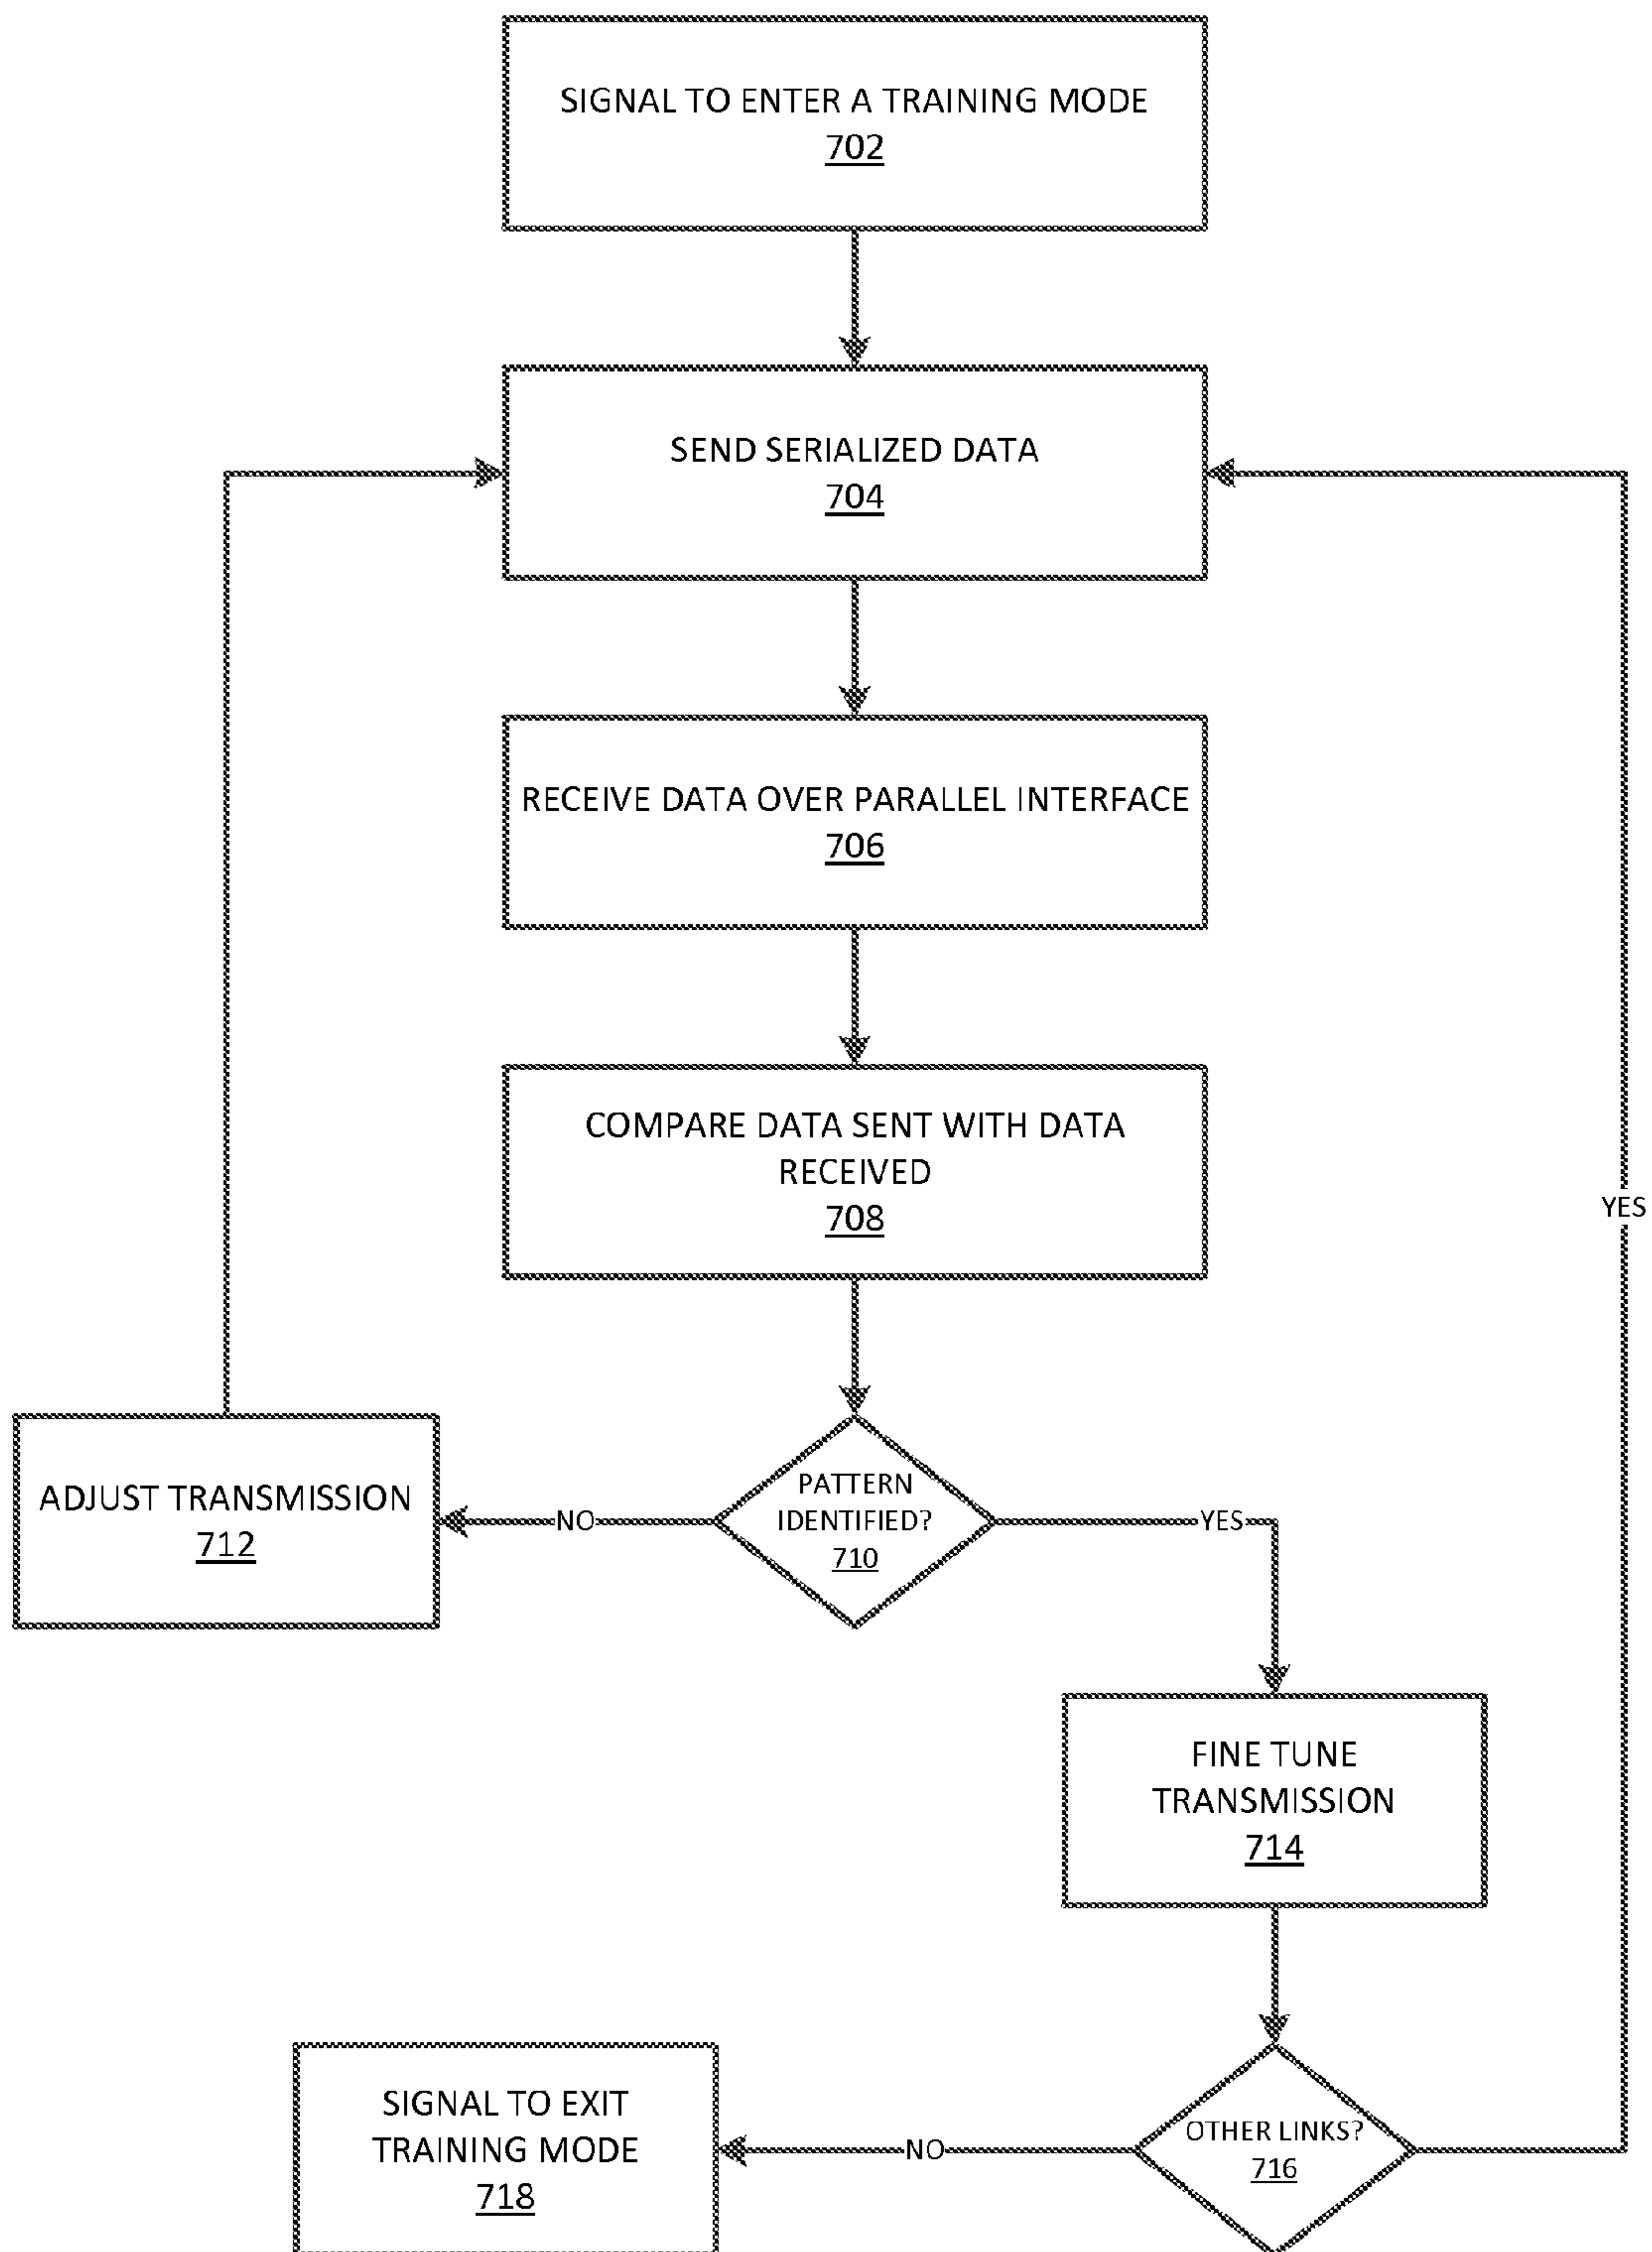 SIGNAL TO ENTER A TRAINING MODE
702
SEND SERIALIZED DATA
704
RECEIVE DATA OVER PARALLEL INTERFACE
706
COMPARE DATA SENT WITH DATA
RECEIVED
708
YES
ADJUST TRANSMISSION
712
NO
PATTERN
IDENTIFIED?
710
YES
FINE TUNE
TRANSMISSION
714
SIGNAL TO EXIT
TRAINING MODE
718
NO
OTHER LINKS?
716